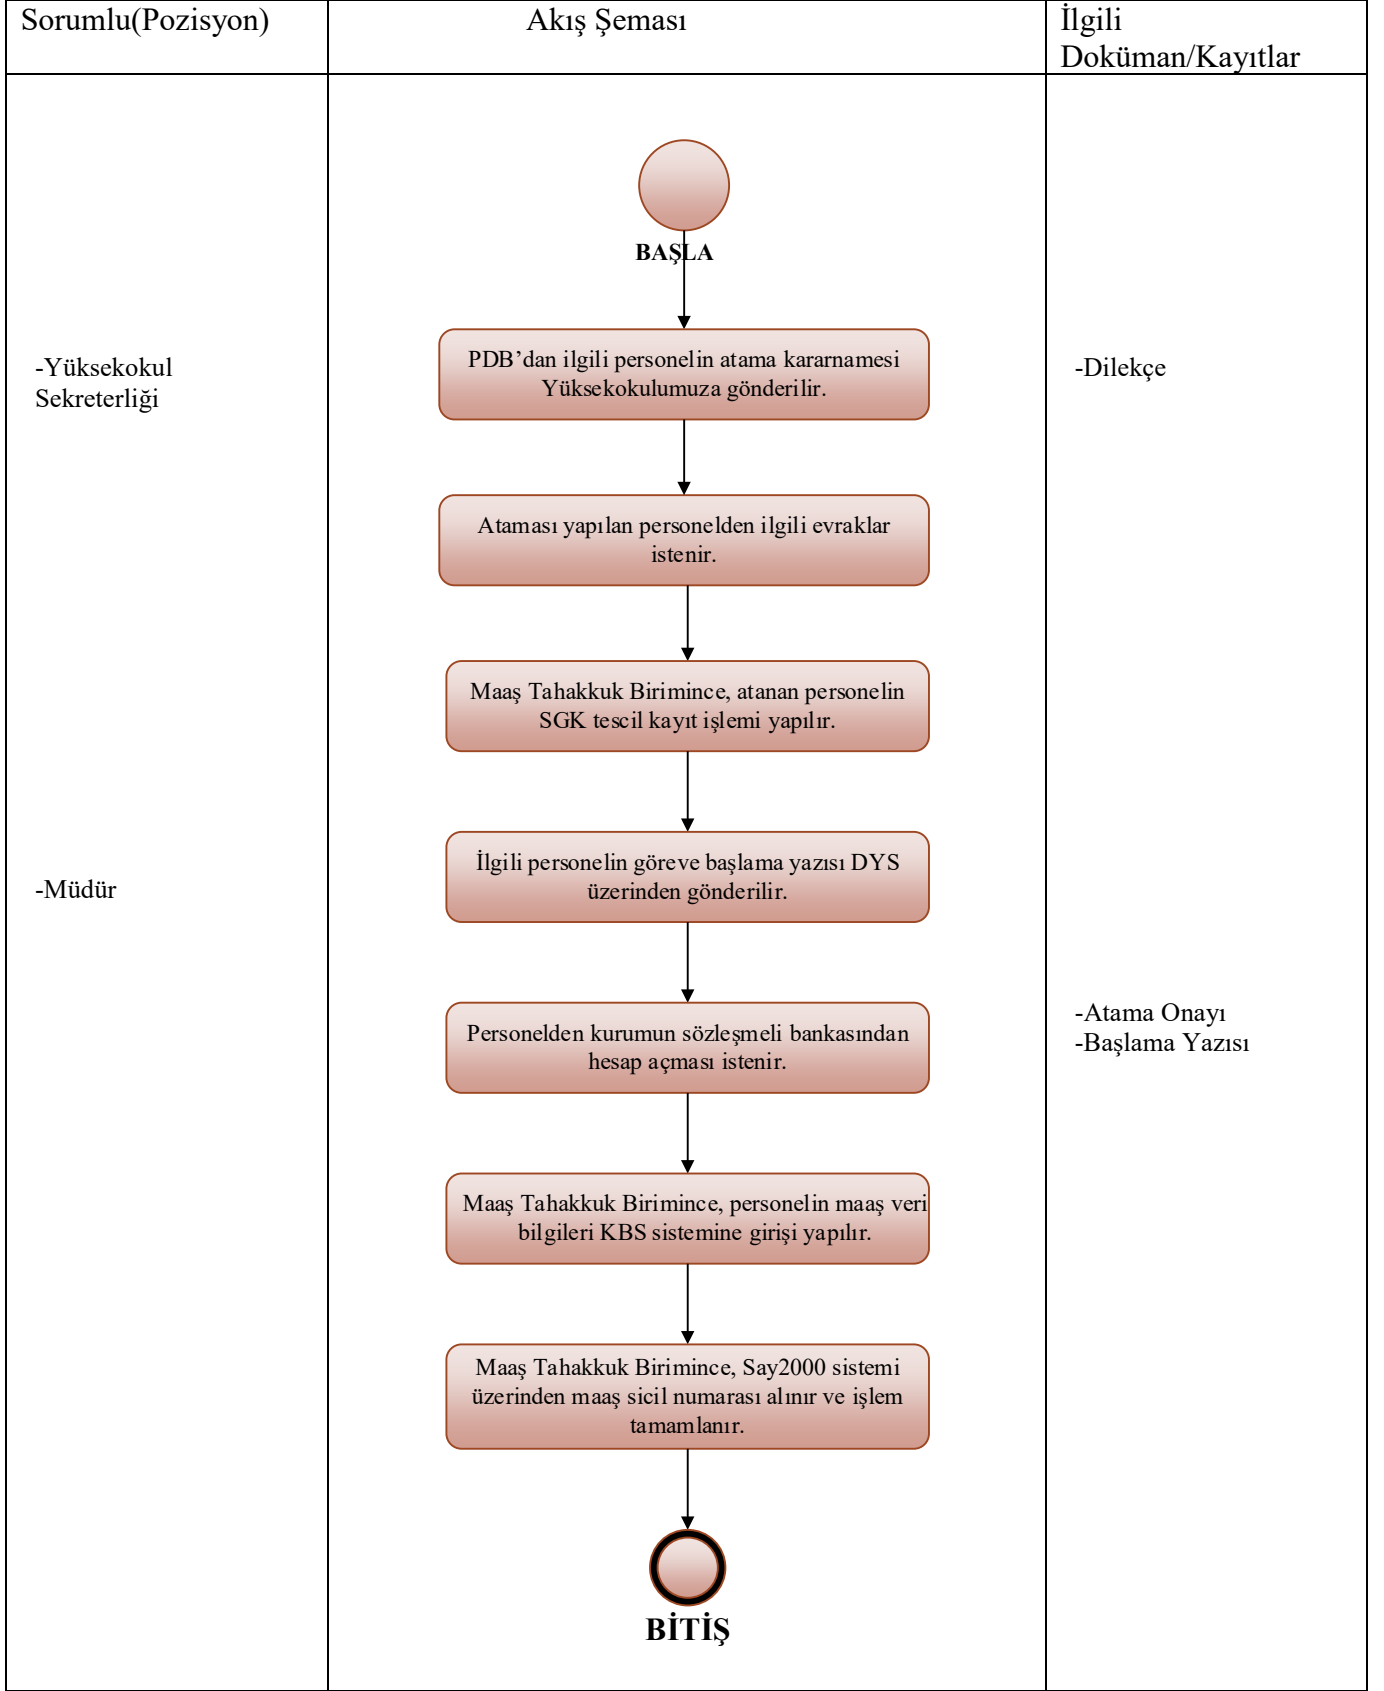 Sorumlu(Pozisyon)
Akış Şeması
İlgili
Doküman/Kayıtlar
BAŞLA
-Yüksekokul
Sekreterliği
PDB’dan ilgili personelin atama kararnamesi
Yüksekokulumuza gönderilir.
-Dilekçe
Ataması yapılan personelden ilgili evraklar
istenir.
Maaş Tahakkuk Birimince, atanan personelin
SGK tescil kayıt işlemi yapılır.
-Müdür
İlgili personelin göreve başlama yazısı DYS
üzerinden gönderilir.
Personelden kurumun sözleşmeli bankasından
hesap açması istenir.
-Atama Onayı
-Başlama Yazısı
Maaş Tahakkuk Birimince, personelin maaş veri
bilgileri KBS sistemine girişi yapılır.
Maaş Tahakkuk Birimince, Say2000 sistemi
üzerinden maaş sicil numarası alınır ve işlem
tamamlanır.
BİTİŞ